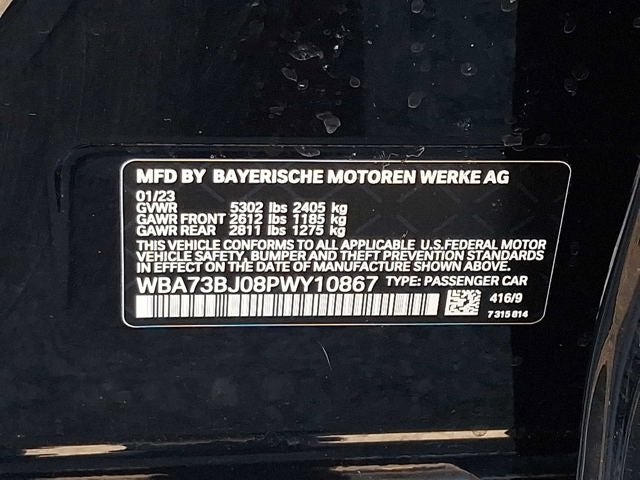 MFD BY BAYERISCHE MOTOREN WERKE AG
01/23
GVWR 5302 lbs 2405 kg
GAWR FRONT 2612 lbs 1185 kg
GAWR REAR 2811 lbs 1275 kg
THIS VEHICLE CONFORMS TO ALL APPLICABLE U.S.FEDERAL MOTOR
VEHICLE SAFETY, BUMPER, AND THEFT PREVENTION STANDARDS
IN EFFECT ON THE DATE OF MANUFACTURE SHOWN ABOVE.
WBA73BJ08PWY10867 TYPE: PASSENGER CAR
416/9
7 315 814